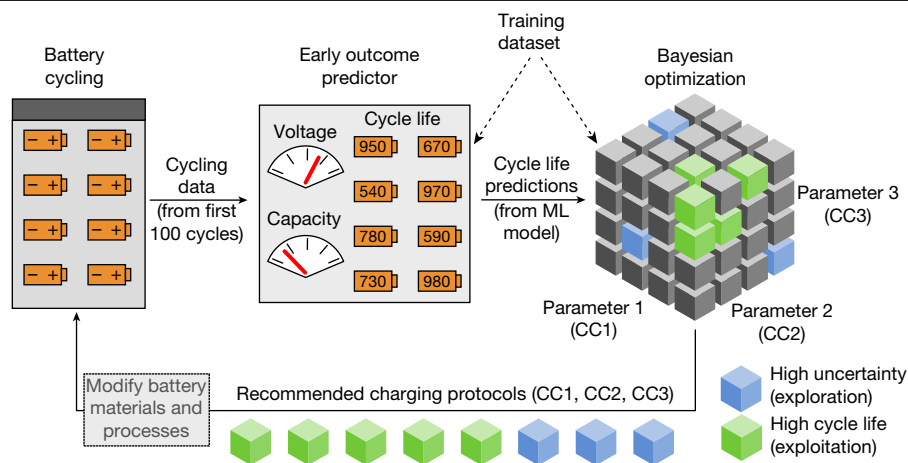 Training
dataset
Battery
cycling
Early outcome
predictor
Bayesian
optimization
− +
− +
− +
− +
− +
− +
− +
− +
Cycling
data
(from first
100 cycles)
Voltage
Capacity
Cycle life
950 670
540 970
780 590
730 980
Cycle life
predictions
(from ML
model)
Parameter 3
(CC3)
Parameter 1
(CC1)
Parameter 2
(CC2)
Modify battery
materials and
processes
Recommended charging protocols (CC1, CC2, CC3)
High uncertainty
(exploration)
High cycle life
(exploitation)